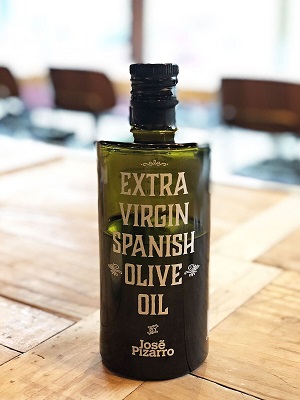 EXTRA
VIRGIN
SPANISH
OLIVE
OIL
José
Pizarro